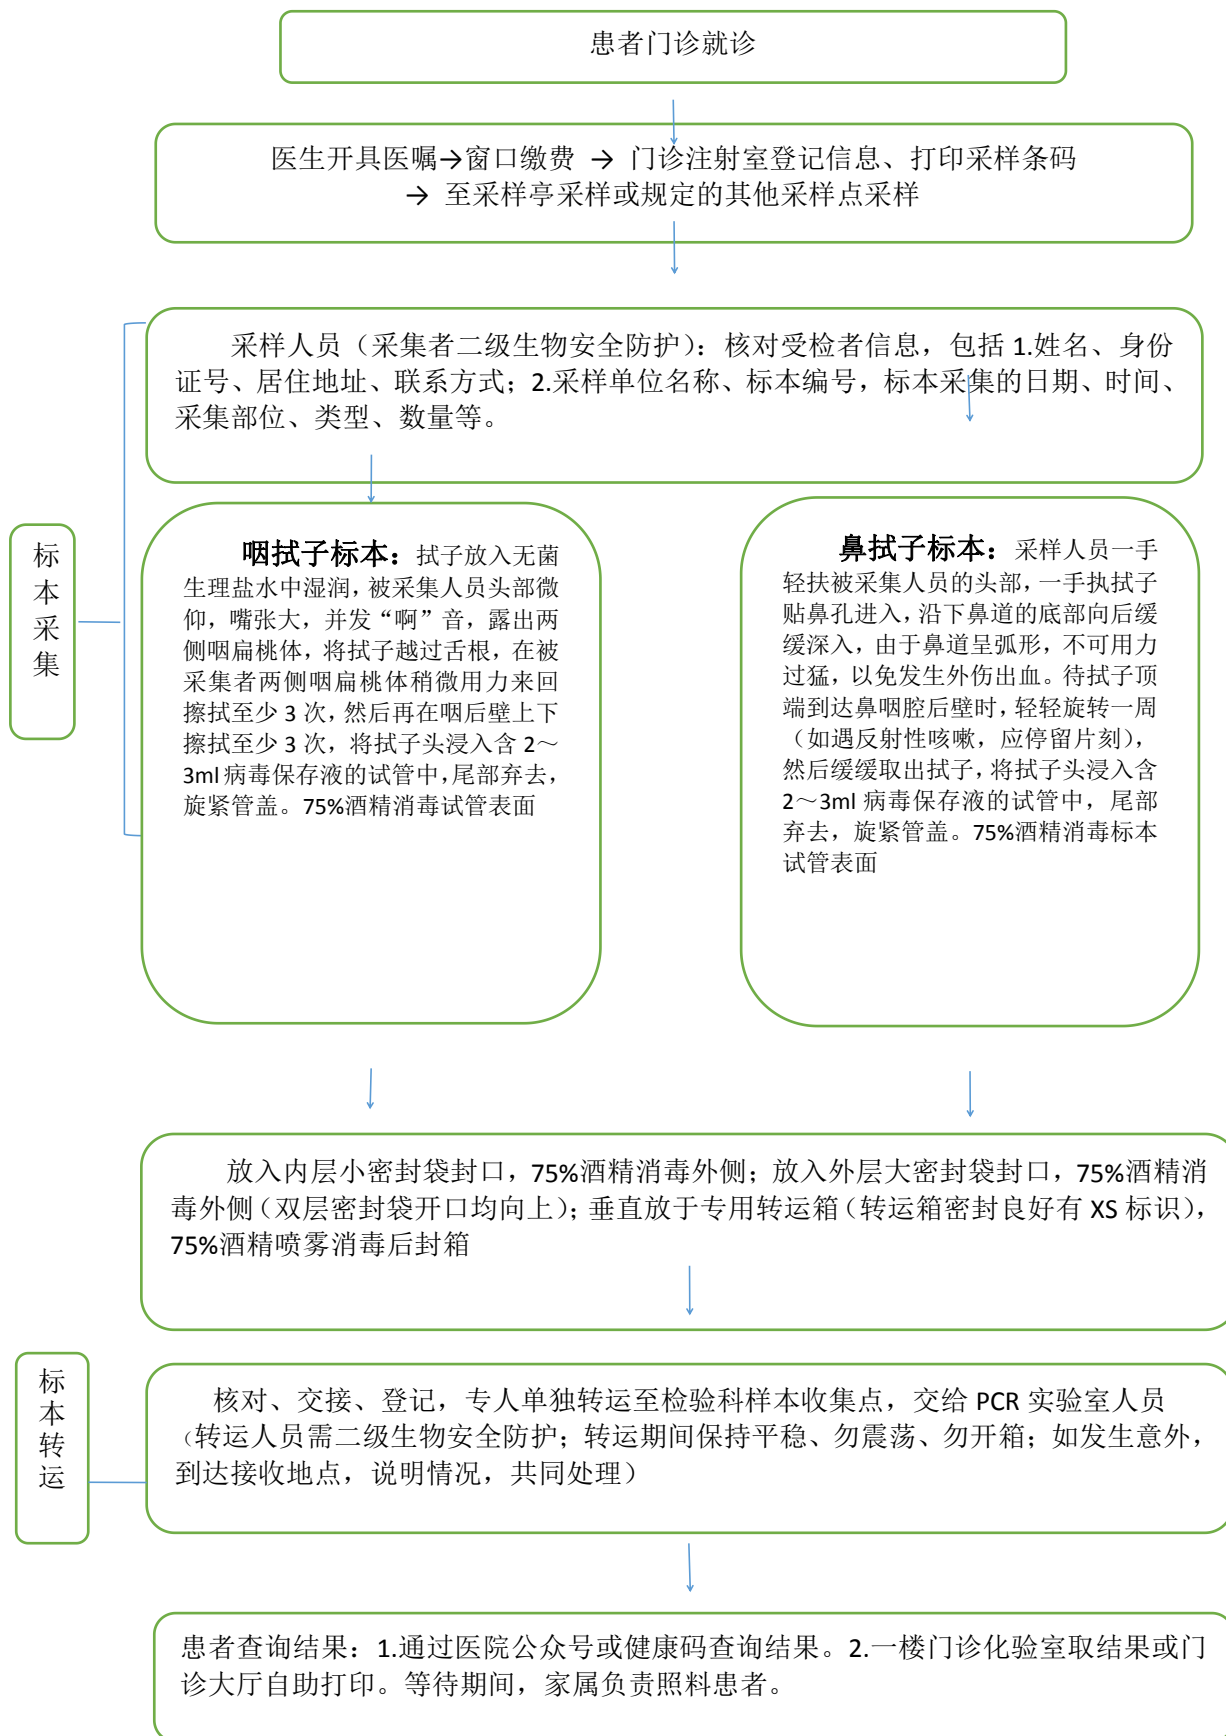 患者门诊就诊
医生开具医嘱→窗口缴费 → 门诊注射室登记信息、打印采样条码
→ 至采样亭采样或规定的其他采样点采样
采样人员（采集者二级生物安全防护）：核对受检者信息，包括 1.姓名、身份
证号、居住地址、联系方式；2.采样单位名称、标本编号，标本采集的日期、时间、
采集部位、类型、数量等。
标
本
采
集
咽拭子标本：拭子放入无菌
生理盐水中湿润，被采集人员头部微
仰，嘴张大，并发“啊”音，露出两
侧咽扁桃体，将拭子越过舌根，在被
采集者两侧咽扁桃体稍微用力来回
擦拭至少 3 次，然后再在咽后壁上下
擦拭至少 3 次，将拭子头浸入含 2～
3ml 病毒保存液的试管中，尾部弃去，
旋紧管盖。75%酒精消毒试管表面
鼻拭子标本：采样人员一手
轻扶被采集人员的头部，一手执拭子
贴鼻孔进入，沿下鼻道的底部向后缓
缓深入，由于鼻道呈弧形，不可用力
过猛，以免发生外伤出血。待拭子顶
端到达鼻咽腔后壁时，轻轻旋转一周
（如遇反射性咳嗽，应停留片刻），
然后缓缓取出拭子，将拭子头浸入含
2～3ml 病毒保存液的试管中，尾部
弃去，旋紧管盖。75%酒精消毒标本
试管表面
放入内层小密封袋封口，75%酒精消毒外侧；放入外层大密封袋封口，75%酒精消
毒外侧（双层密封袋开口均向上）；垂直放于专用转运箱（转运箱密封良好有 XS 标识），
75%酒精喷雾消毒后封箱
标
本
转
运
核对、交接、登记，专人单独转运至检验科样本收集点，交给 PCR 实验室人员
（转运人员需二级生物安全防护；转运期间保持平稳、勿震荡、勿开箱；如发生意外，
到达接收地点，说明情况，共同处理）
患者查询结果：1.通过医院公众号或健康码查询结果。2.一楼门诊化验室取结果或门
诊大厅自助打印。等待期间，家属负责照料患者。